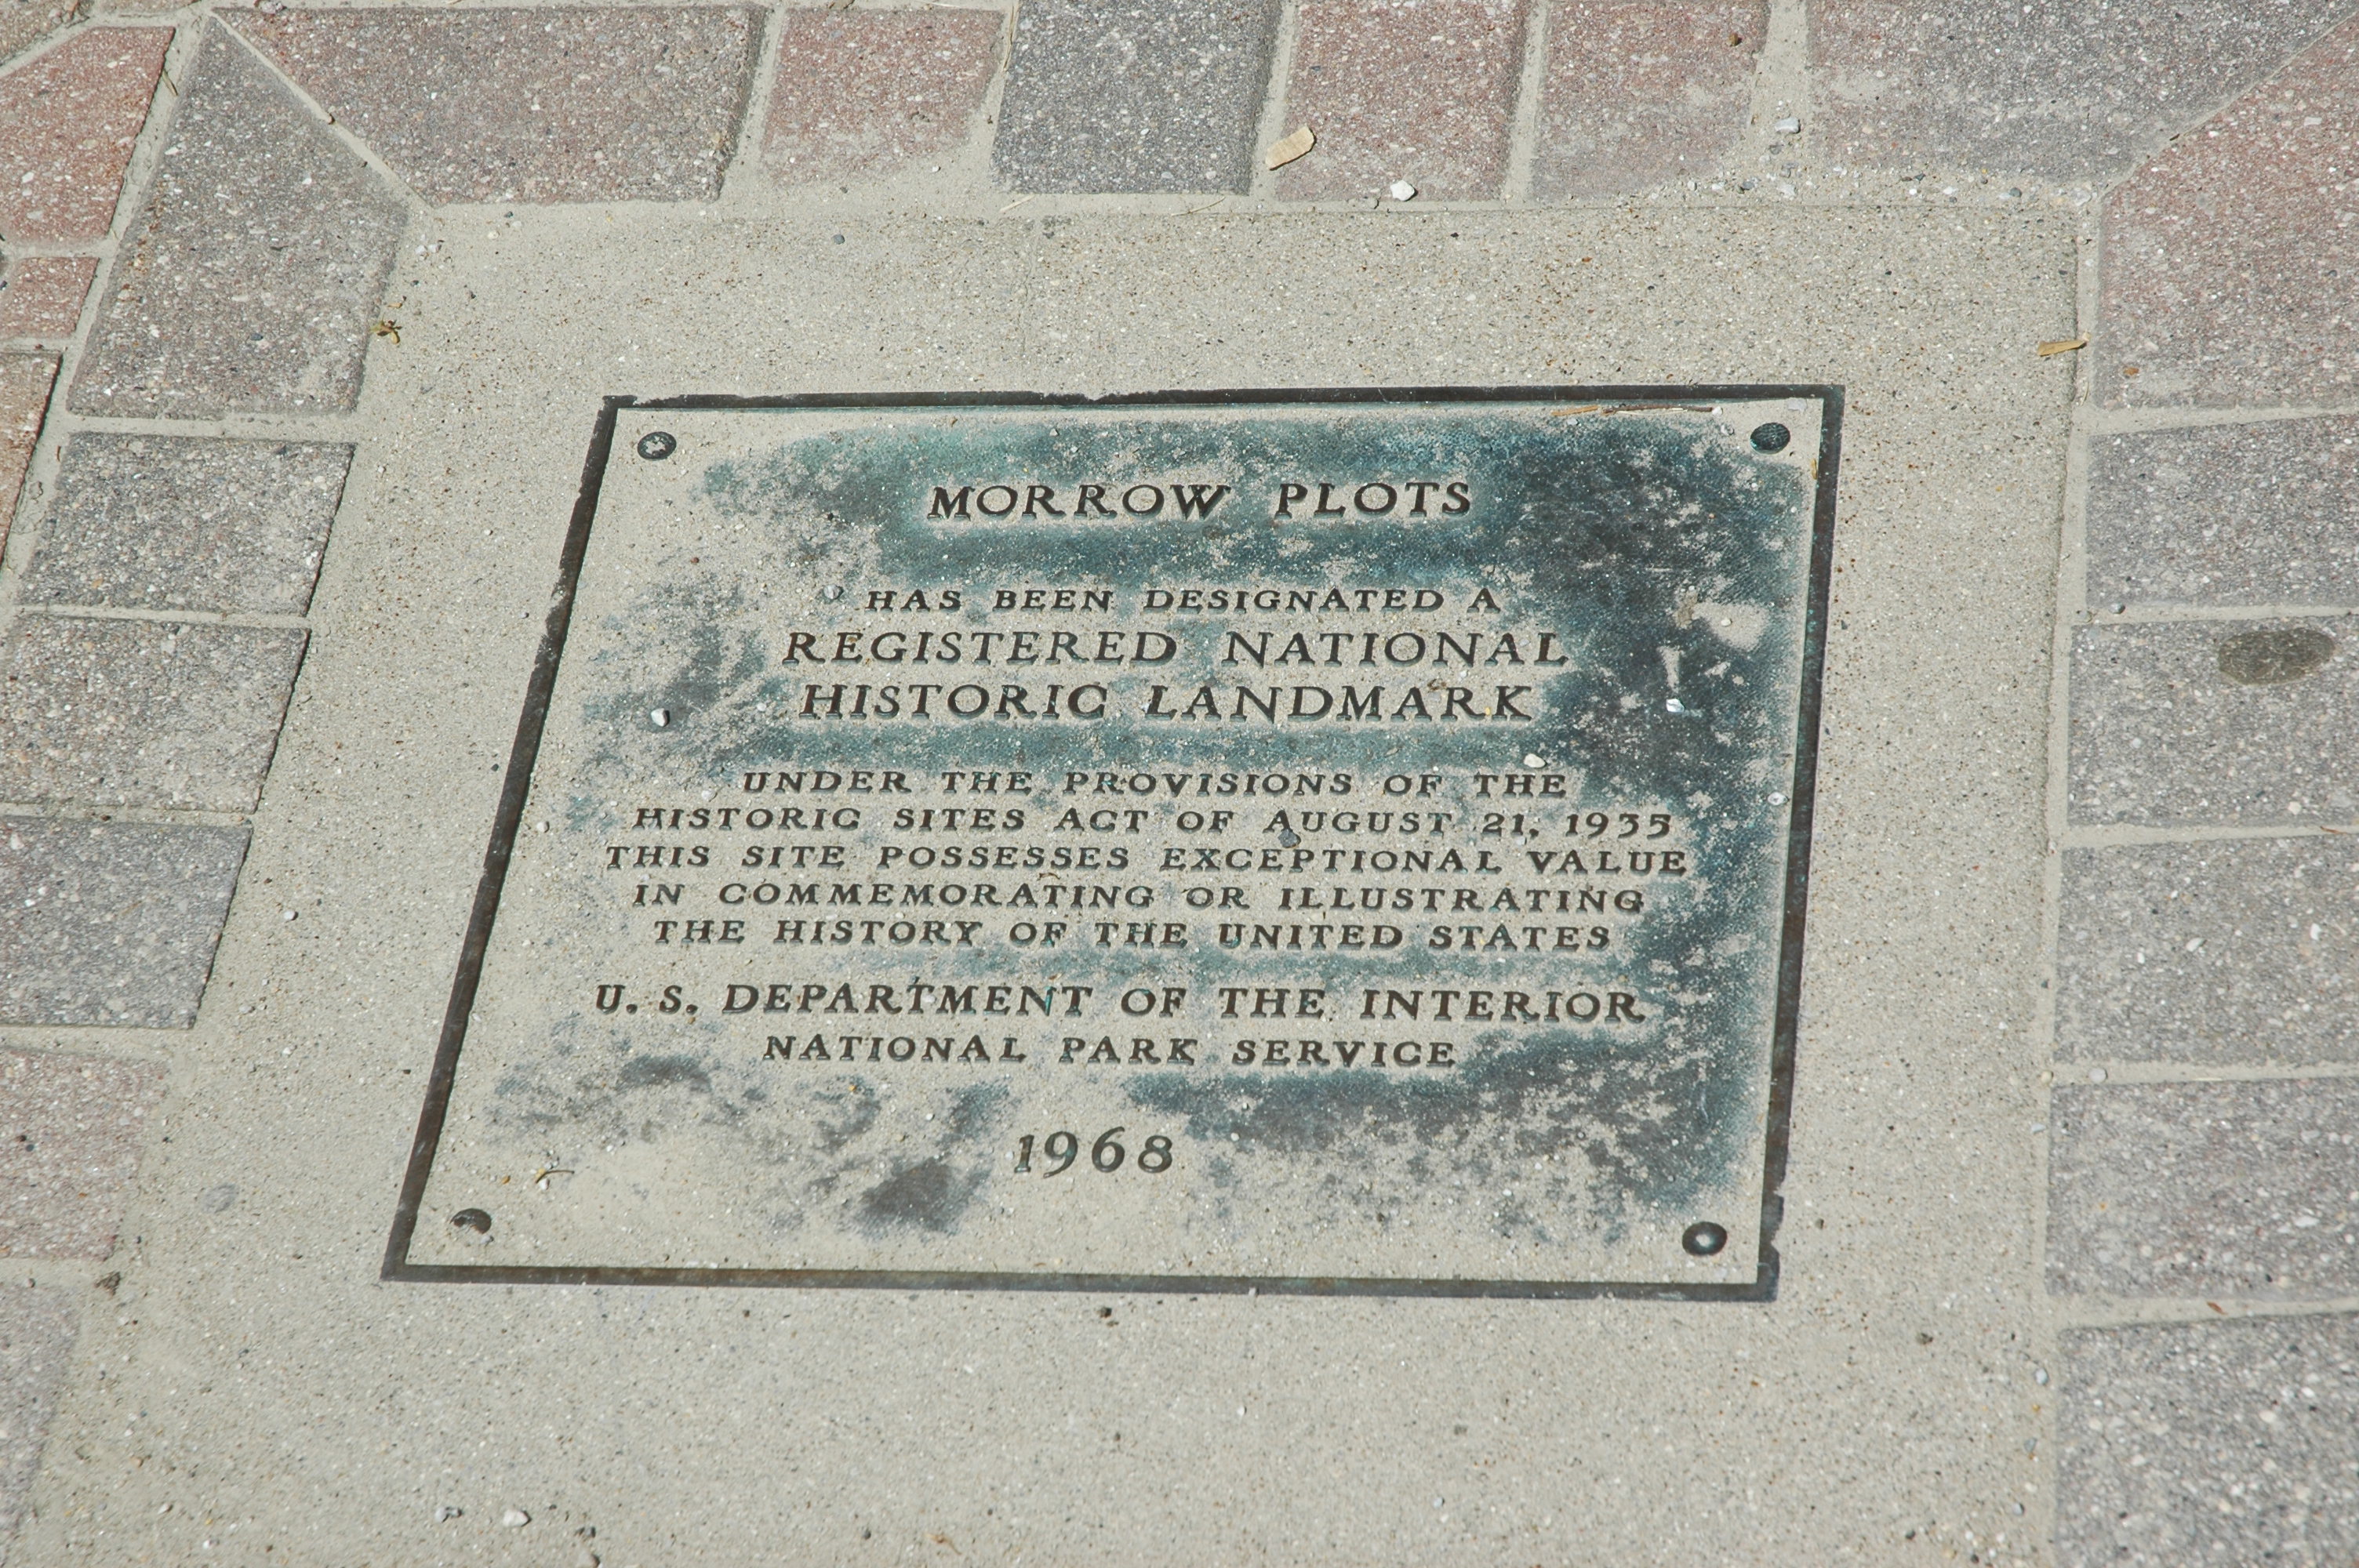 MORROW PLOTS
HAS BEEN DESIGNATED A
REGISTERED NATIONAL
HISTORIC LANDMARK
UNDER THE PROVISIONS OF THE
HISTORIC SITES ACT OF AUGUST 21, 1935
THIS SITE POSSESSES EXCEPTIONAL VALUE
IN COMMEMORATING OR ILLUSTRATING
THE HISTORY OF THE UNITED STATES
U. S. DEPARTMENT OF THE INTERIOR
NATIONAL PARK SERVICE
1968